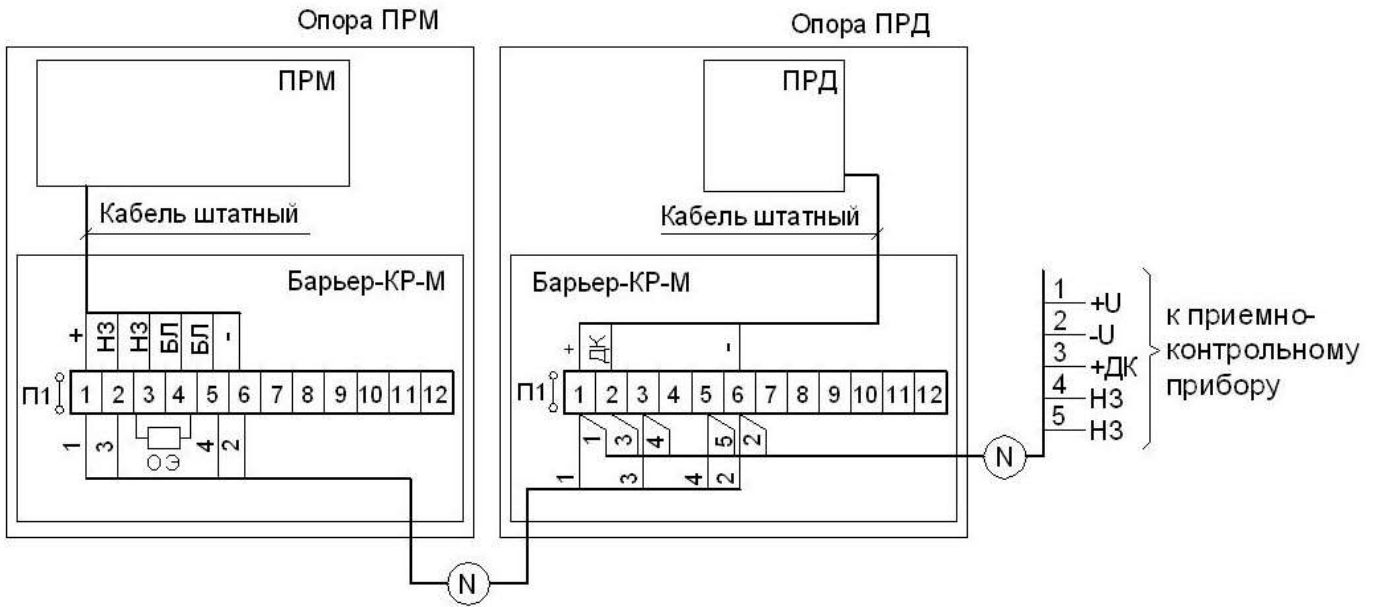 Опора ПРМ
ПРМ
Кабель штатный
Барьер-КР-М
+ НЗ НЗ БЛ БЛ -
П1 1 2 3 4 5 6 7 8 9 10 11 12
1 3 ОЭ 4 2
N
Опора ПРД
ПРД
Кабель штатный
Барьер-КР-М
+ ДК -
П1 1 2 3 4 5 6 7 8 9 10 11 12
1 3 4 5 2
1 3 4 2
N
1 +U
2 -U
3 +ДК
4 НЗ
5 НЗ
к приемно-
контрольному
прибору